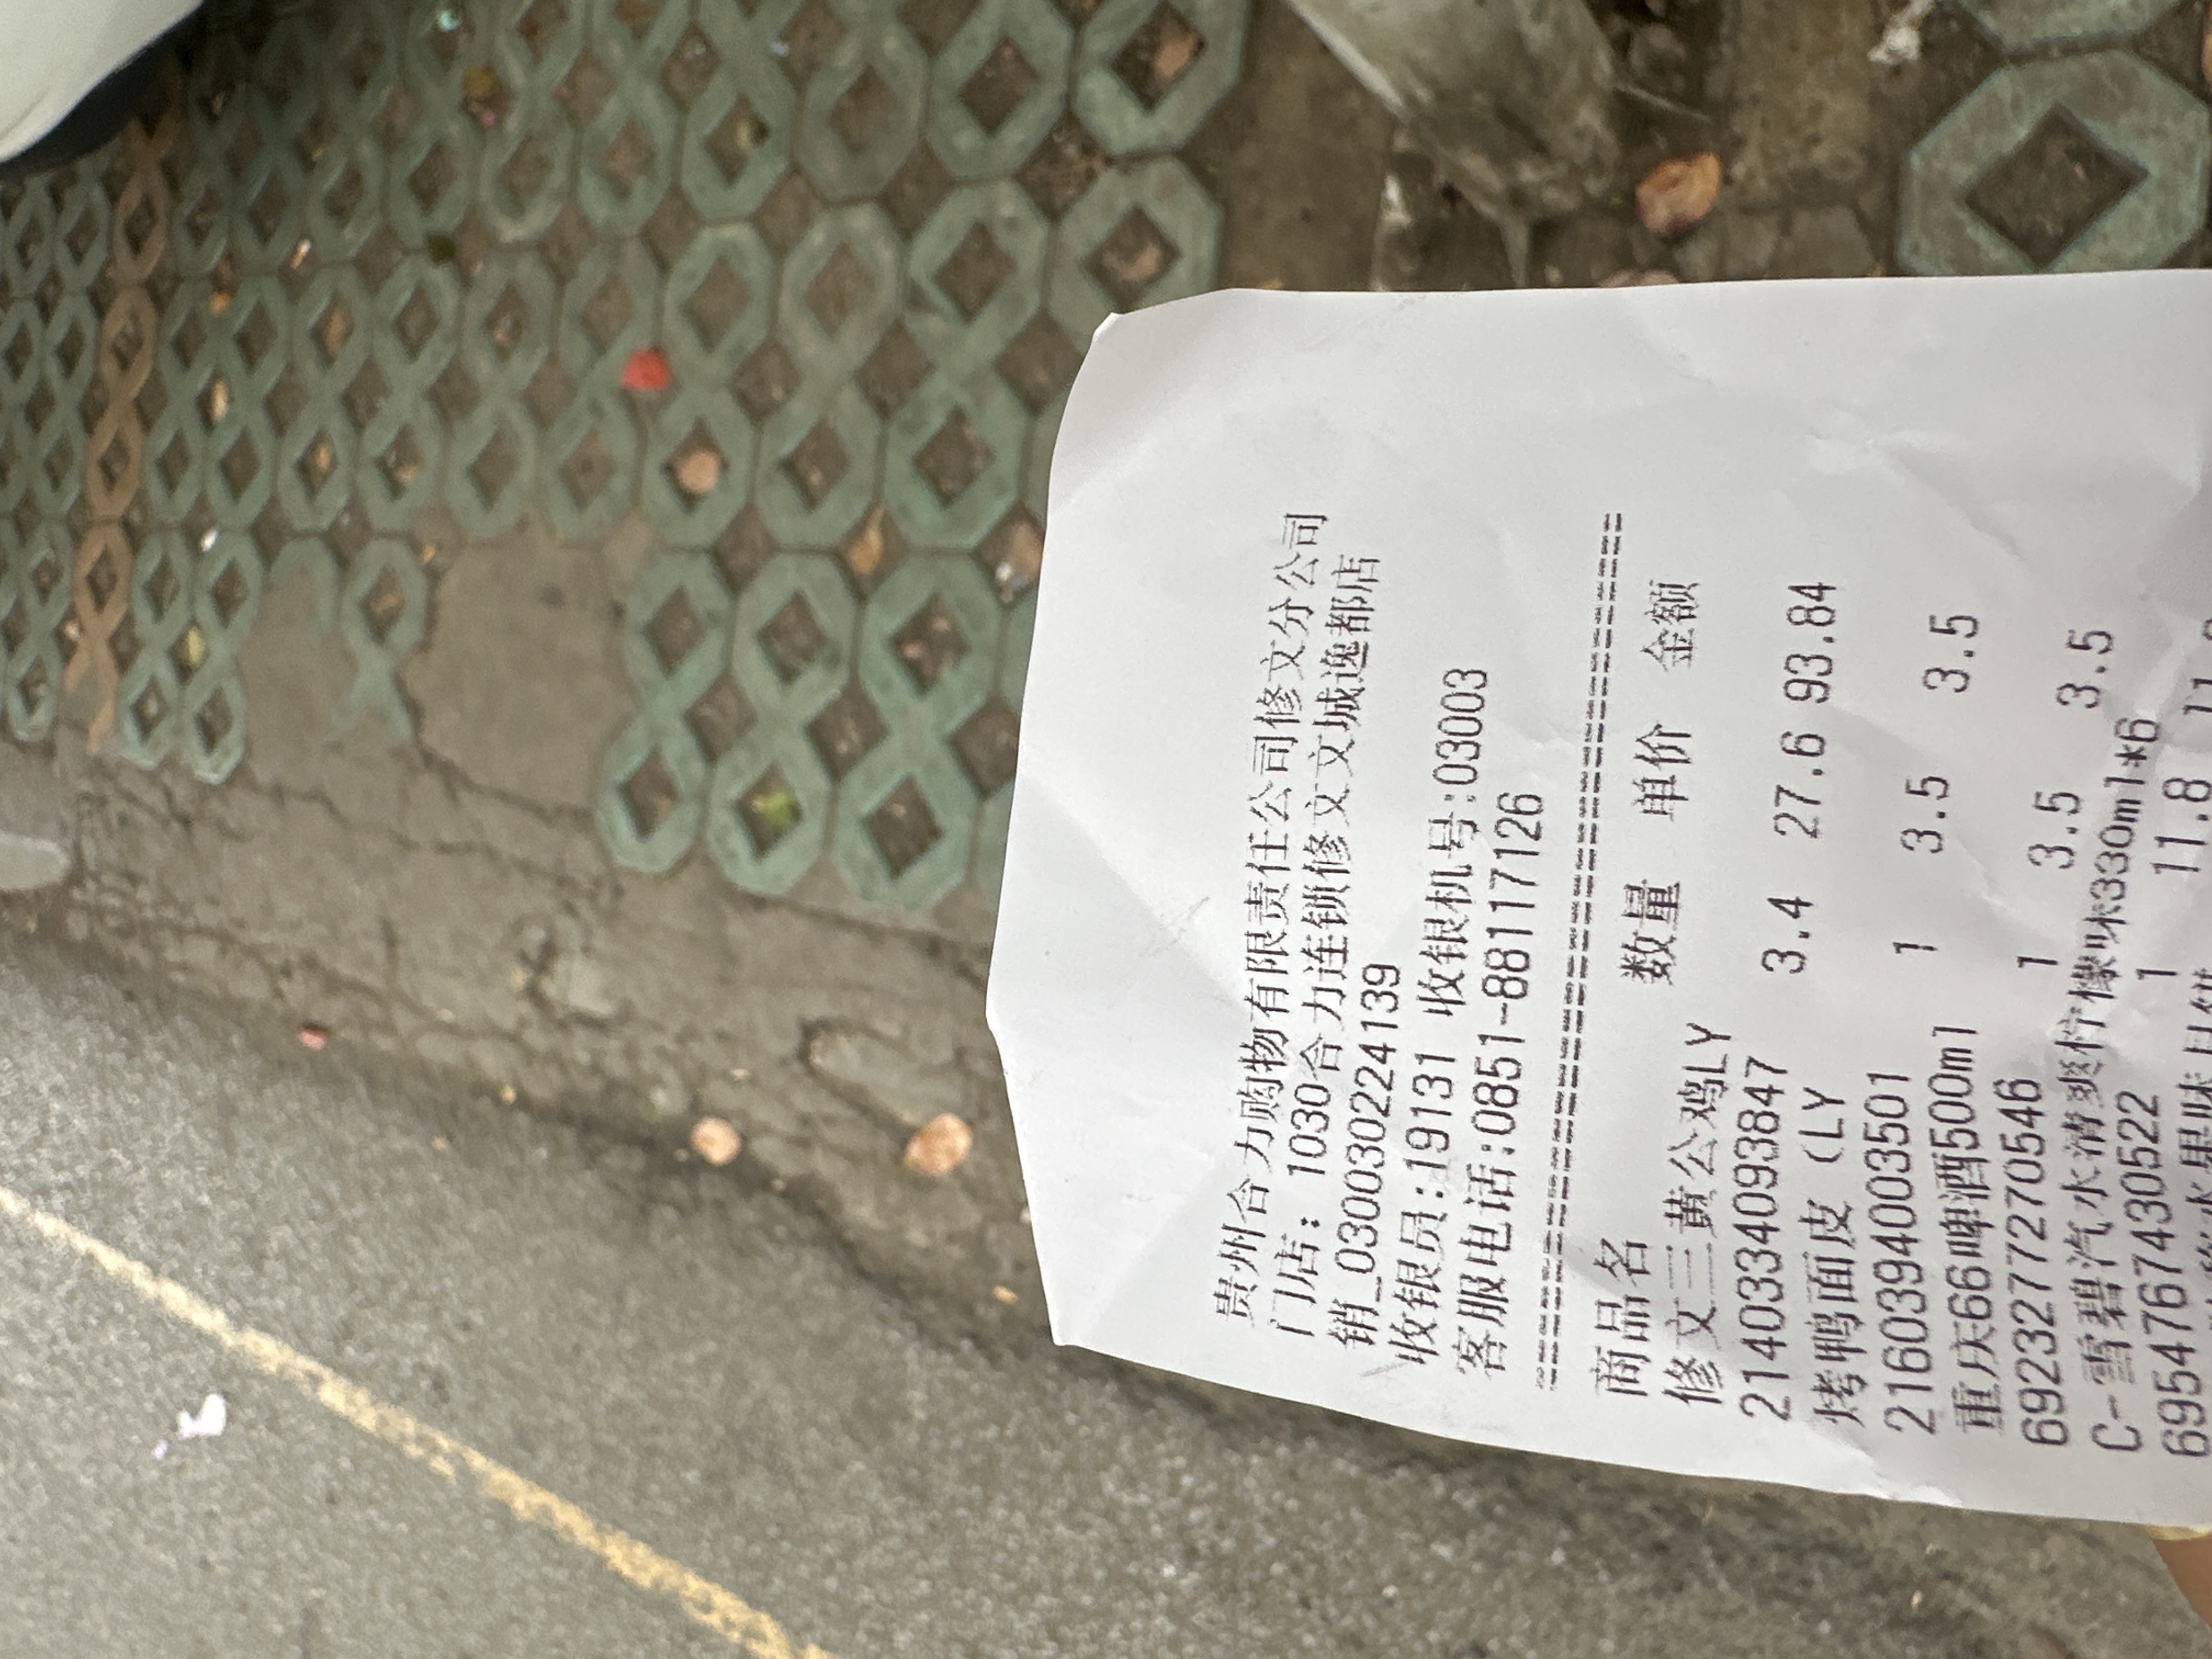 贵州合力购物有限责任公司修文分公司
门店: 1030合力连锁修文文城逸都店
销_030030224139
收银员:19131 收银机号:03003
客服电话:0851-88117126
商品名 数量 单价 金额
修文三黄公鸡LY
2140334093847 3.4 27.6 93.84
烤鸭面皮(LY
2160394003501 1 3.5 3.5
重庆66啤酒500ml
6923277270546 1 3.5 3.5
C-雪碧汽水清爽柠檬味330ml*6
6954767430522 1 11.8